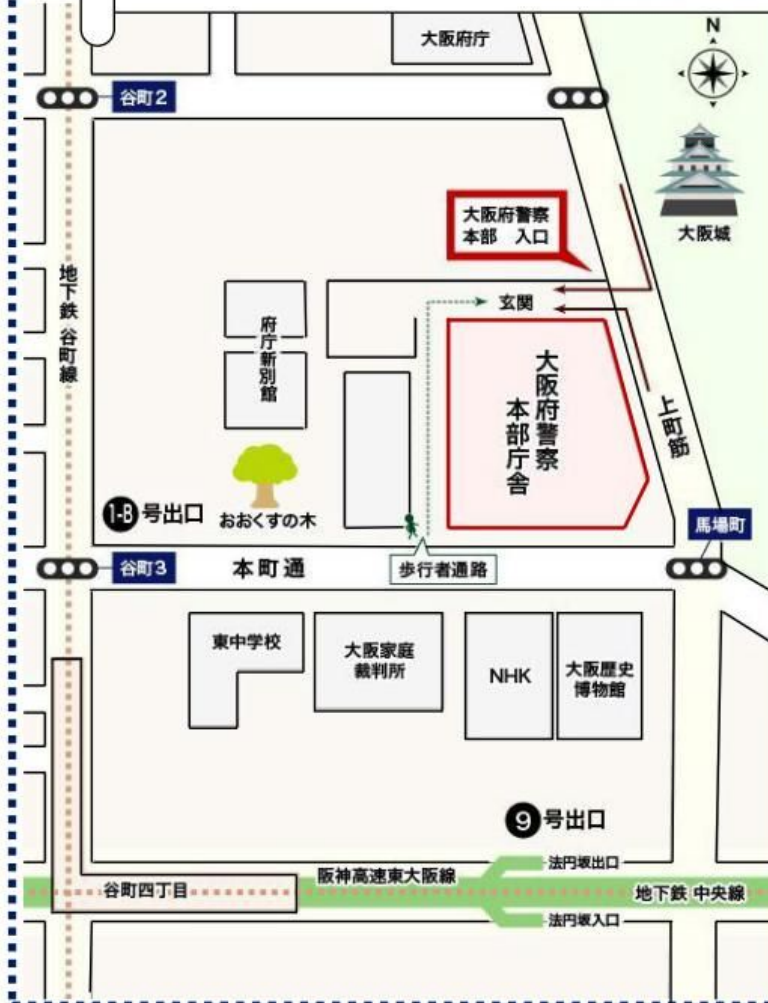 大阪府庁
N
谷町2
大阪府警察
本部 入口
大阪城
地下鉄 谷町線
玄関
府庁新別館
大阪府警察
本部庁舎
上町筋
1-B号出口
おおくすの木
馬場町
谷町3
本町通
歩行者通路
東中学校
大阪家庭
裁判所
NHK
大阪歴史
博物館
9号出口
法円坂出口
阪神高速東大阪線
谷町四丁目
地下鉄 中央線
法円坂入口